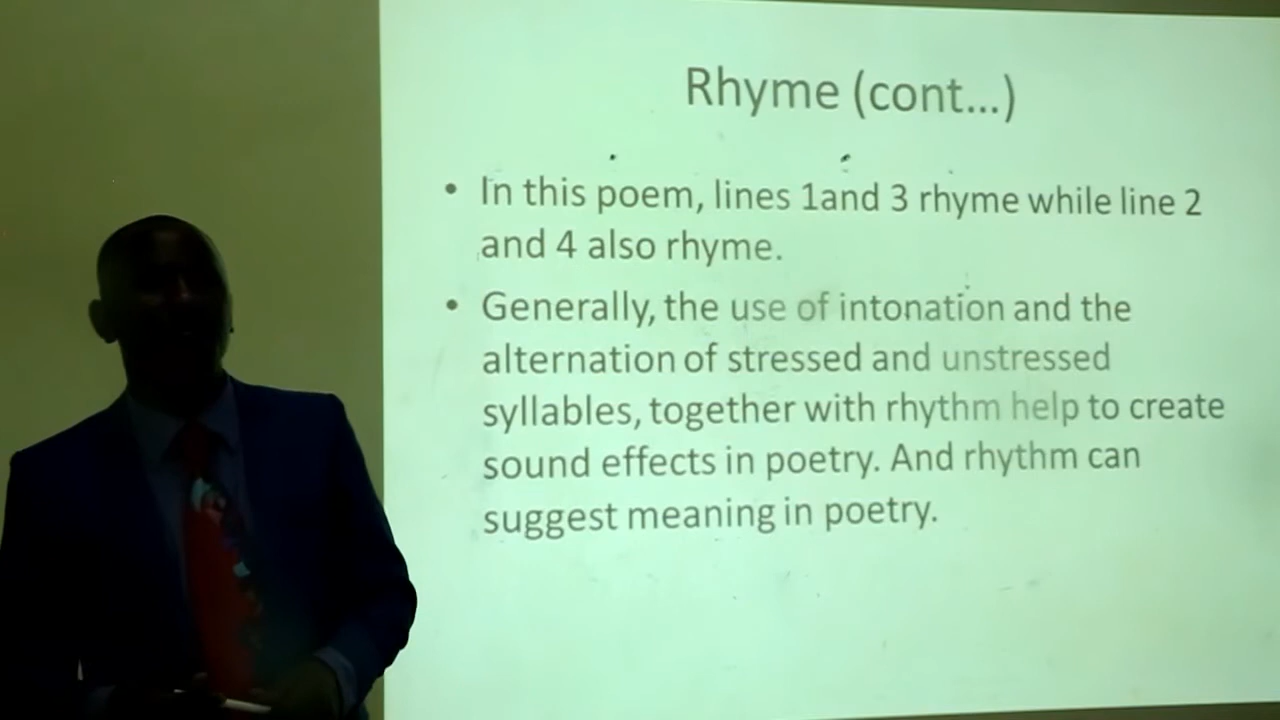 Rhyme (cont...)
• In this poem, lines 1and 3 rhyme while line 2
and 4 also rhyme.
• Generally, the use of intonation and the
alternation of stressed and unstressed
syllables, together with rhythm help to create
sound effects in poetry. And rhythm can
suggest meaning in poetry.